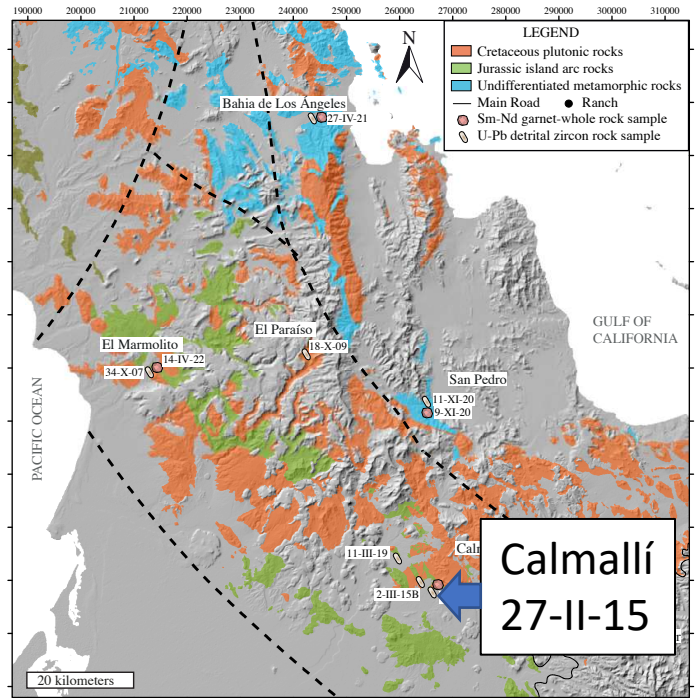 190000 200000 210000 220000 230000 240000 250000 260000 270000 280000 290000 300000 310000
N
LEGEND
Cretaceous plutonic rocks
Jurassic island arc rocks
Undifferentiated metamorphic rocks
Main Road
Ranch
Sm-Nd garnet-whole rock sample
U-Pb detrital zircon rock sample
Bahia de Los Ángeles
27-IV-21
GULF OF
CALIFORNIA
El Paraíso
18-X-09
El Marmolito
14-IV-22
34-X-07
San Pedro
11-XI-20
9-XI-20
PACIFIC OCEAN
11-III-19
2-III-15B
Calmallí
27-II-15
20 kilometers